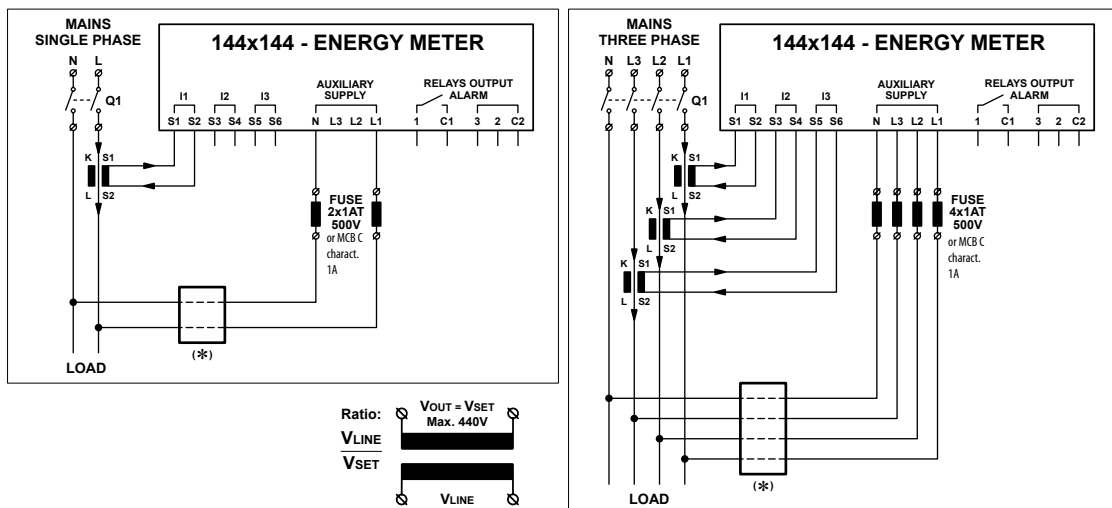 MAINS
SINGLE PHASE
N L
Q1
144x144 - ENERGY METER
AUXILIARY
SUPPLY
RELAYS OUTPUT
ALARM
I1 I2 I3
S1 S2 S3 S4 S5 S6 N L3 L2 L1 1 C1 3 2 C2
K S1
L S2
FUSE
2x1AT
500V
or MCB C
charact.
1A
(*)
LOAD
Ratio:
VLINE
VSET
VOUT = VSET
Max. 440V
VLINE
MAINS
THREE PHASE
N L3 L2 L1
Q1
144x144 - ENERGY METER
AUXILIARY
SUPPLY
RELAYS OUTPUT
ALARM
I1 I2 I3
S1 S2 S3 S4 S5 S6 N L3 L2 L1 1 C1 3 2 C2
K S1
L S2
K S1
L S2
K S1
L S2
FUSE
4x1AT
500V
or MCB C
charact.
1A
(*)
LOAD